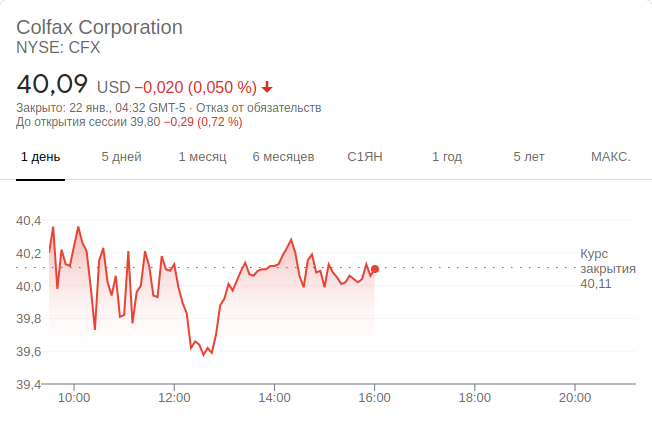 Colfax Corporation
NYSE: CFX
40,09 USD −0,020 (0,050 %)
Закрыто: 22 янв., 04:32 GMT-5 · Отказ от обязательств
До открытия сессии 39,80 −0,29 (0,72 %)
1 день 5 дней 1 месяц 6 месяцев С1ЯН 1 год 5 лет МАКС.
40,4
40,2
40,0
39,8
39,6
39,4
Курс
закрытия
40,11
10:00 12:00 14:00 16:00 18:00 20:00